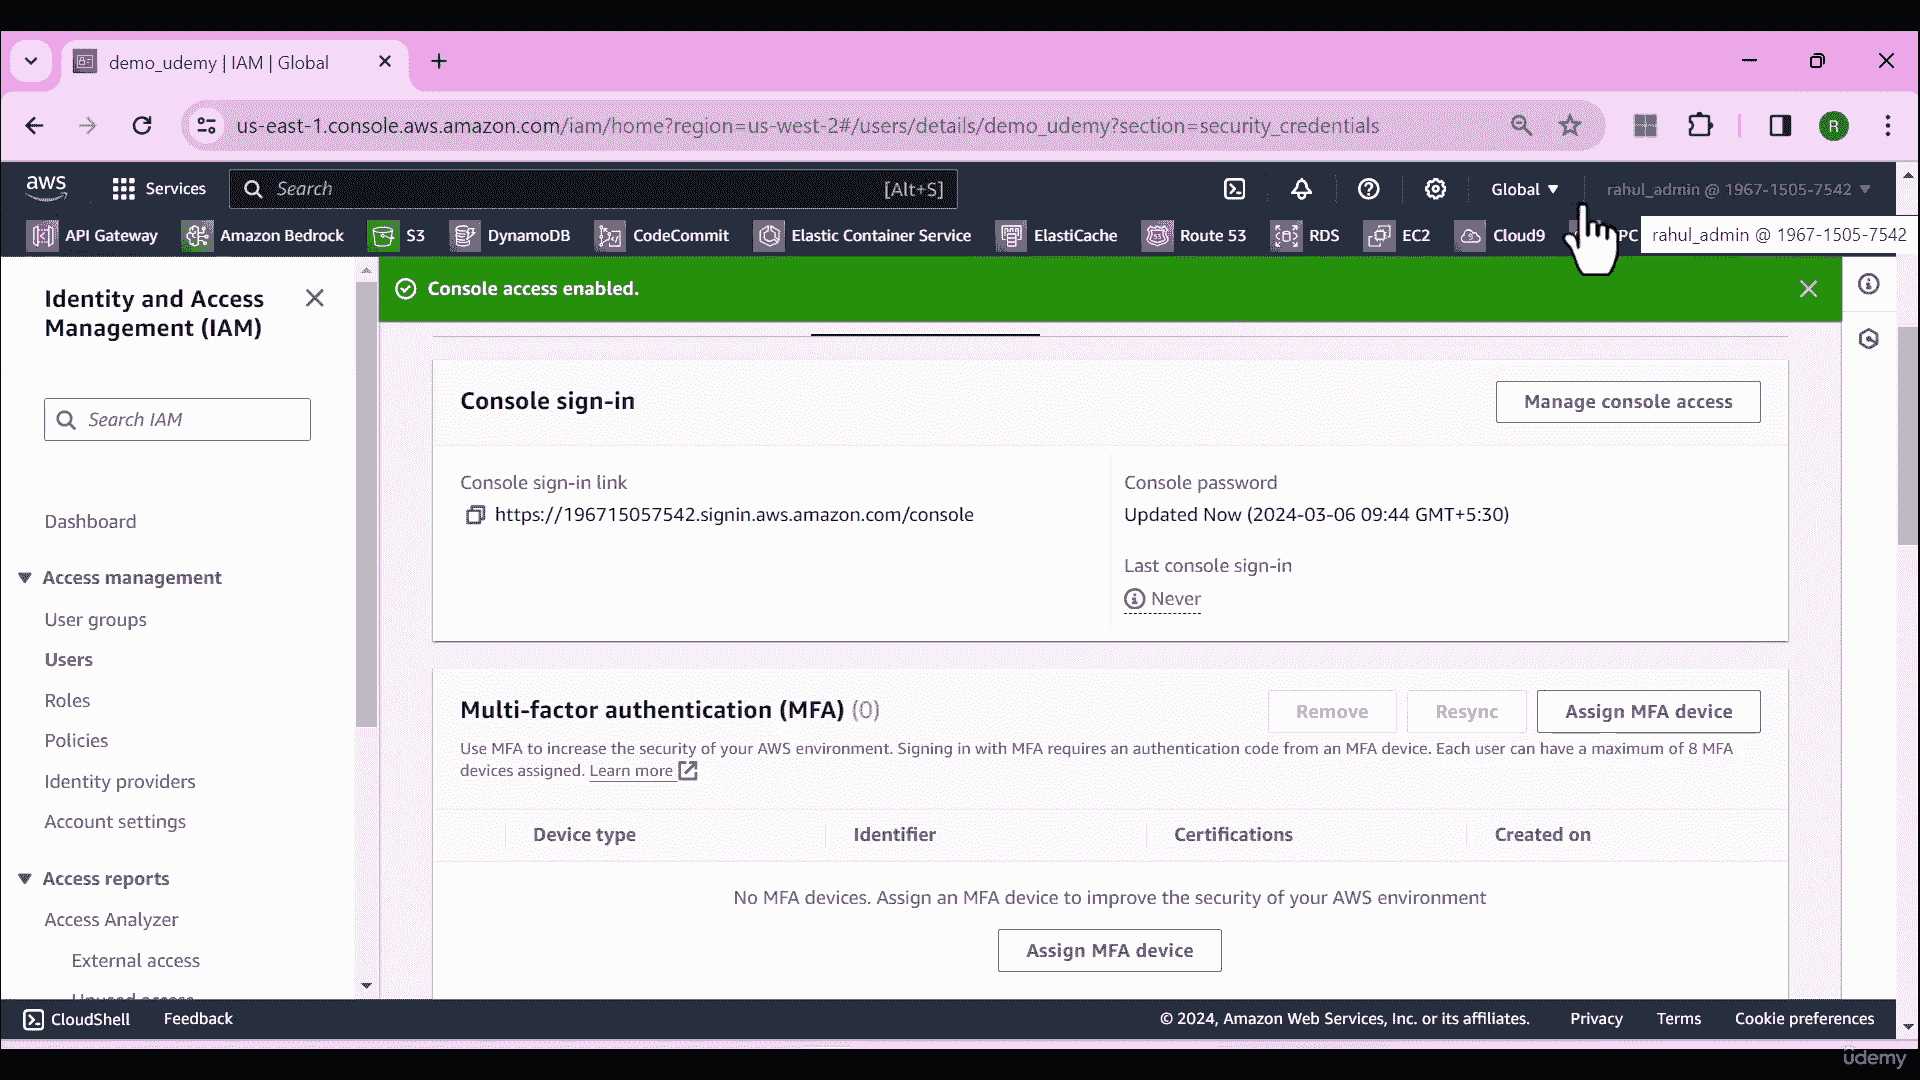 demo_udemy | IAM | Global
us-east-1.console.aws.amazon.com/iam/home?region=us-west-2#/users/details/demo_udemy?section=security_credentials
R
aws
Services
Search
[Alt+S]
Global
rahul_admin @ 1967-1505-7542
API Gateway
Amazon Bedrock
S3
DynamoDB
CodeCommit
Elastic Container Service
ElastiCache
Route 53
RDS
EC2
Cloud9
PC
rahul_admin @ 1967-1505-7542
Identity and Access
Management (IAM)
Search IAM
Dashboard
Access management
User groups
Users
Roles
Policies
Identity providers
Account settings
Access reports
Access Analyzer
External access
Unused access
Console access enabled.
Console sign-in
Manage console access
Console sign-in link
https://196715057542.signin.aws.amazon.com/console
Console password
Updated Now (2024-03-06 09:44 GMT+5:30)
Last console sign-in
Never
Multi-factor authentication (MFA) (0)
Remove
Resync
Assign MFA device
Use MFA to increase the security of your AWS environment. Signing in with MFA requires an authentication code from an MFA device. Each user can have a maximum of 8 MFA
devices assigned. Learn more
Device type
Identifier
Certifications
Created on
No MFA devices. Assign an MFA device to improve the security of your AWS environment
Assign MFA device
CloudShell
Feedback
© 2024, Amazon Web Services, Inc. or its affiliates.
Privacy
Terms
Cookie preferences
udemy